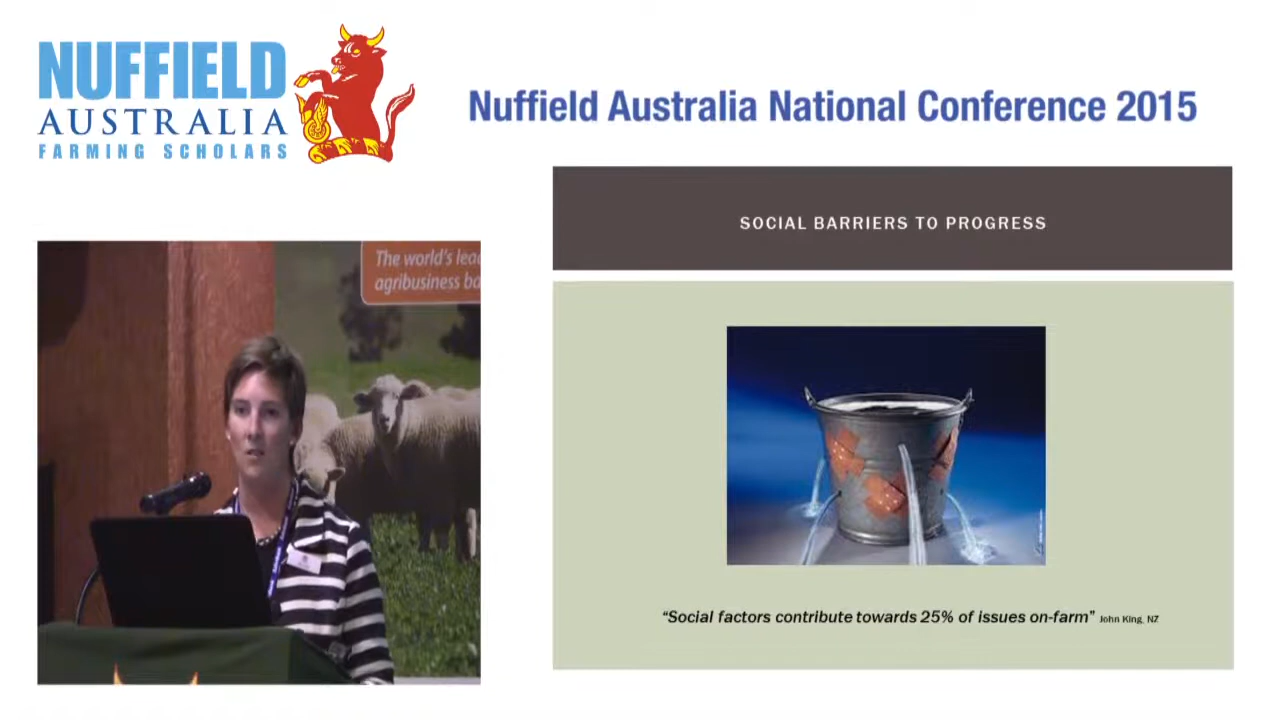 NUFFIELD
AUSTRALIA
FARMING SCHOLARS
Nuffield Australia National Conference 2015
SOCIAL BARRIERS TO PROGRESS
The world's lea
agribusiness ba
"Social factors contribute towards 25% of issues on-farm" John King, NZ